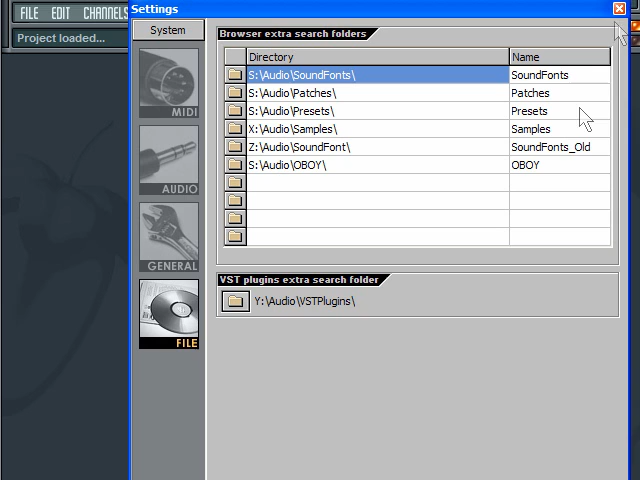 Settings
FILE EDIT CHANNELS
Project loaded...
System
MIDI
AUDIO
GENERAL
FILE
Browser extra search folders
Directory Name
S:\Audio\SoundFonts\ SoundFonts
S:\Audio\Patches\ Patches
S:\Audio\Presets\ Presets
X:\Audio\Samples\ Samples
Z:\Audio\SoundFont\ SoundFonts_Old
S:\Audio\OBOY\ OBOY
VST plugins extra search folder
Y:\Audio\VSTPlugins\